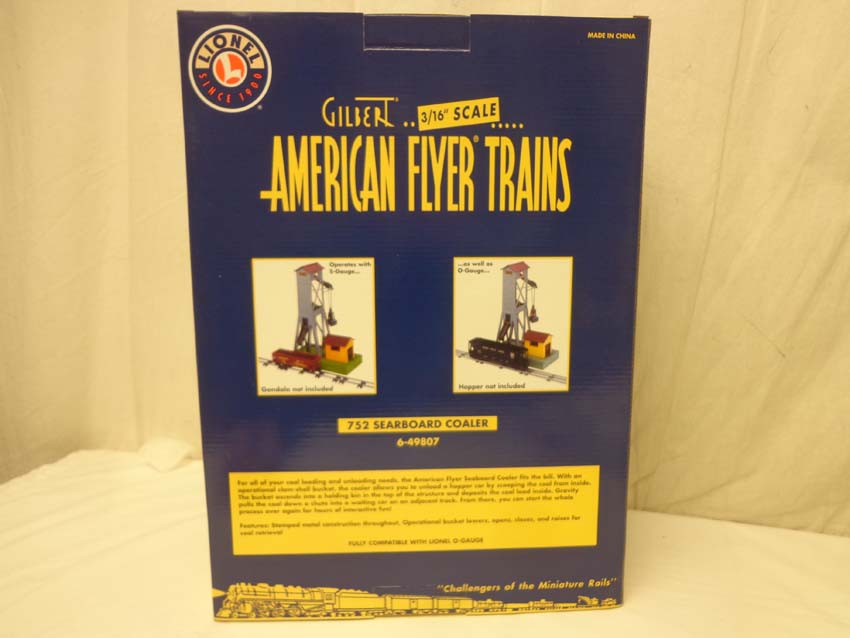 MADE IN CHINA
LIONEL
SINCE 1900
L
GILBERT® .. 3/16" SCALE .....
AMERICAN FLYER® TRAINS
Operates with
S-Gauge...
Gondola not included
...as well as
O-Gauge...
Hopper not included
752 SEARBOARD COALER
6-49807
For all of your coal loading and unloading needs, the American Flyer Seaboard Coaler fits the bill. With an
operational clam-shell bucket, the coaler allows you to unload a hopper car by scooping the coal from inside.
The bucket ascends into a holding bin in the top of the structure and deposits the coal load inside. Gravity
pulls the coal down a chute into a waiting car on an adjacent track. From there, you can start the whole
process over again for hours of interactive fun!
Features: Stamped metal construction throughout, Operational bucket lowers, opens, closes, and raises for
coal retrieval
FULLY COMPATIBLE WITH LIONEL O-GAUGE
"Challengers of the Miniature Rails"